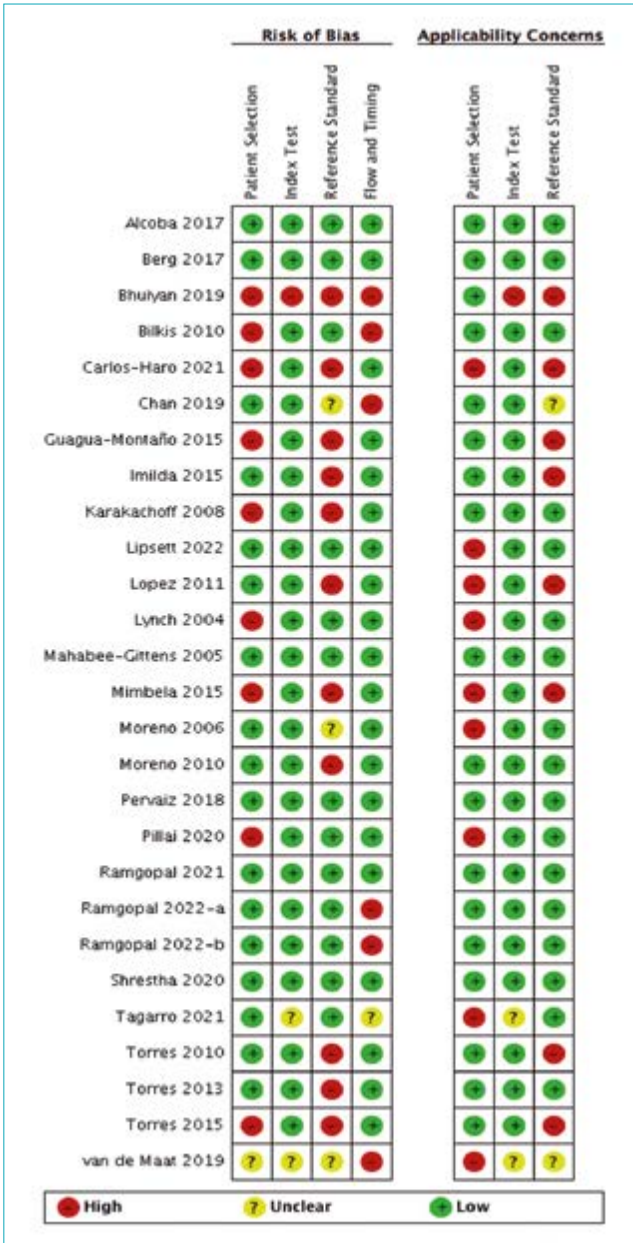 Risk of Bias
Applicability Concerns
Patient Selection
Index Test
Reference Standard
Flow and Timing
Patient Selection
Index Test
Reference Standard
Alcoba 2017 + + + + + + +
Berg 2017 + + + + + + +
Bhuiyan 2019 - - - - + - -
Bilkis 2010 - + + - + + +
Carlos-Haro 2021 - + - + - + -
Chan 2019 + + ? - + + ?
Guagua-Montaño 2015 - + - + + + -
Imilda 2015 + + - + + + -
Karakachoff 2008 - + - + + + +
Lipsett 2022 + + + + - + +
Lopez 2011 + + - + - + -
Lynch 2004 - + + + - + +
Mahabee-Gittens 2005 + + + + + + +
Mimbela 2015 - + - + - + -
Moreno 2006 + + ? + - + +
Moreno 2010 + + - + + + +
Pervaiz 2018 + + + + + + +
Pillai 2020 - + + + - + +
Ramgopal 2021 + + + + + + +
Ramgopal 2022-a + + + - + + +
Ramgopal 2022-b + + + - + + +
Shrestha 2020 + + + + + + +
Tagarro 2021 + ? + ? - ? +
Torres 2010 + + - + + + -
Torres 2013 + + - + + + +
Torres 2015 - + - + + + -
van de Maat 2019 ? ? ? - - ? ?
- High ? Unclear + Low